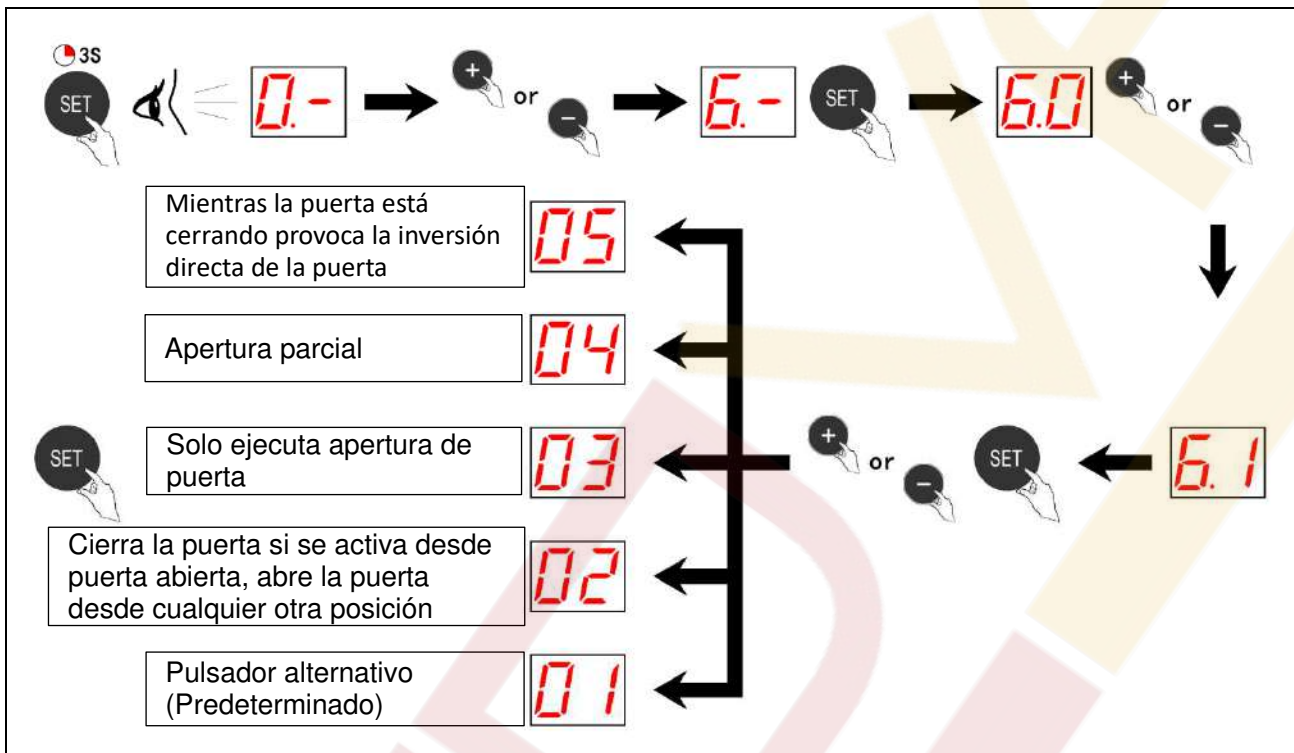 3S
SET
0.-
+
or
-
6.-
SET
6.0
+
or
-
Mientras la puerta está
cerrando provoca la inversión
directa de la puerta
05
Apertura parcial
04
SET
Solo ejecuta apertura de
puerta
03
+
or
-
SET
6.1
Cierra la puerta si se activa desde
puerta abierta, abre la puerta
desde cualquier otra posición
02
Pulsador alternativo
(Predeterminado)
01